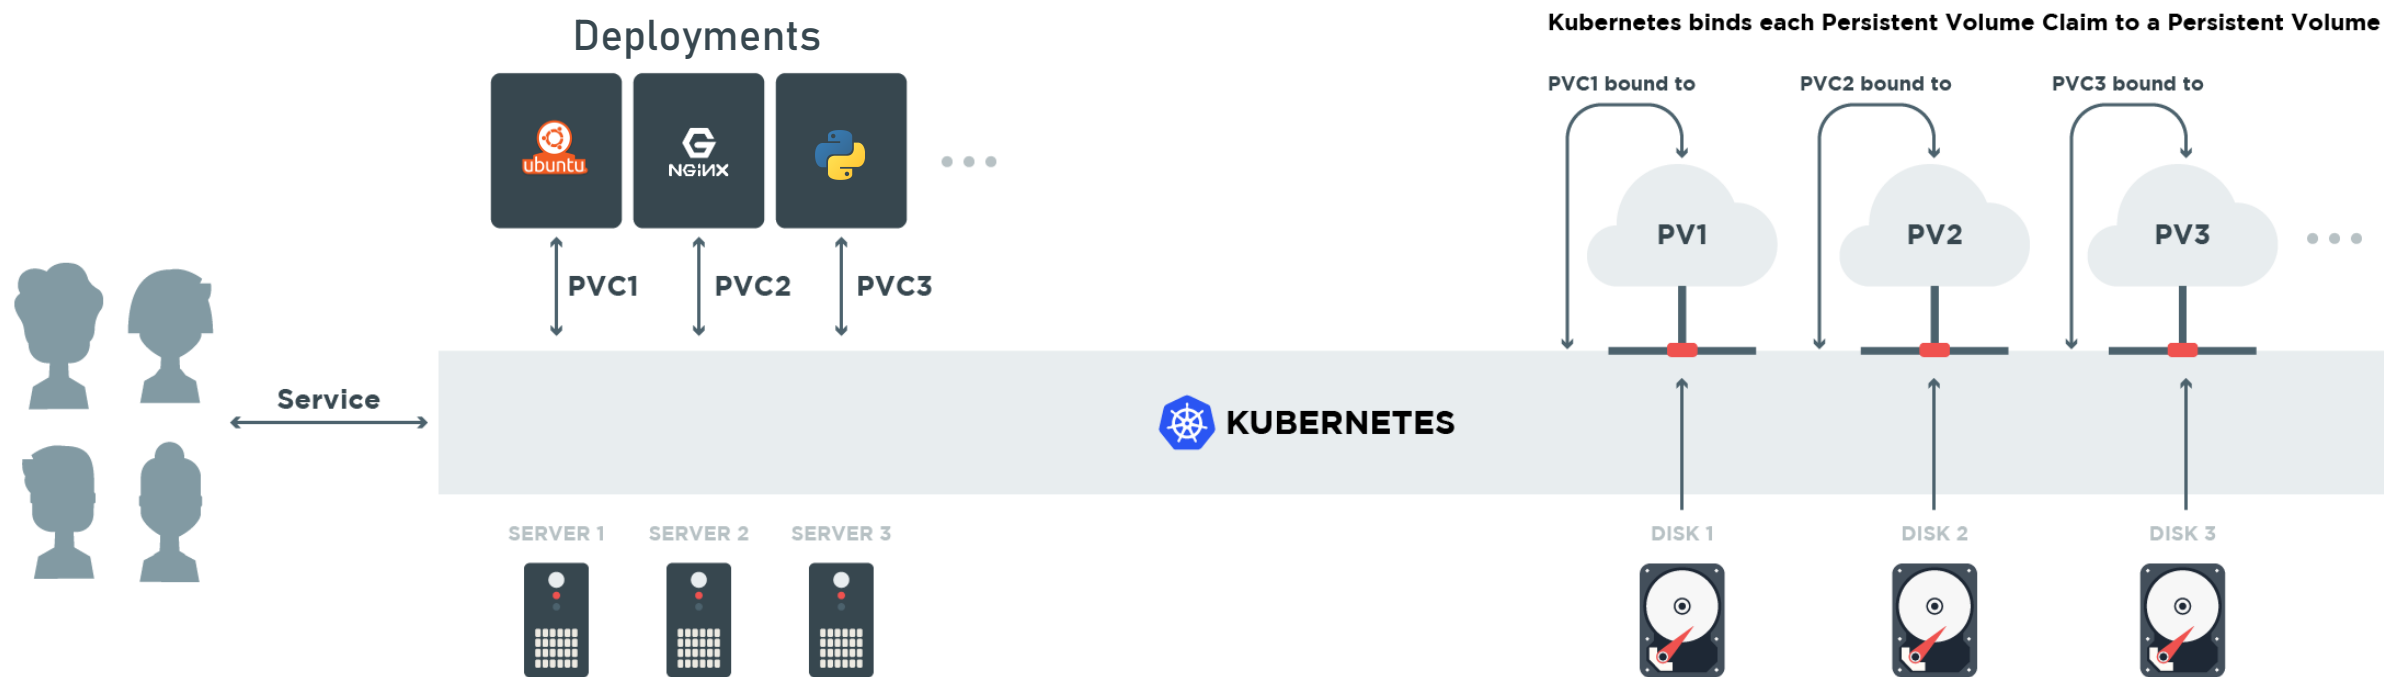 Deployments
Kubernetes binds each Persistent Volume Claim to a Persistent Volume
PVC1 bound to
PVC2 bound to
PVC3 bound to
ubuntu
NGiNX
PV1
PV2
PV3
PVC1
PVC2
PVC3
Service
KUBERNETES
SERVER 1
SERVER 2
SERVER 3
DISK 1
DISK 2
DISK 3